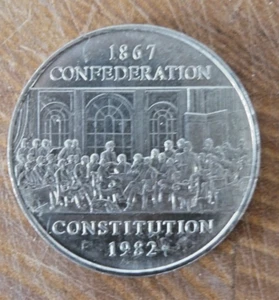 1867
CONFEDERATION
CONSTITUTION
1982